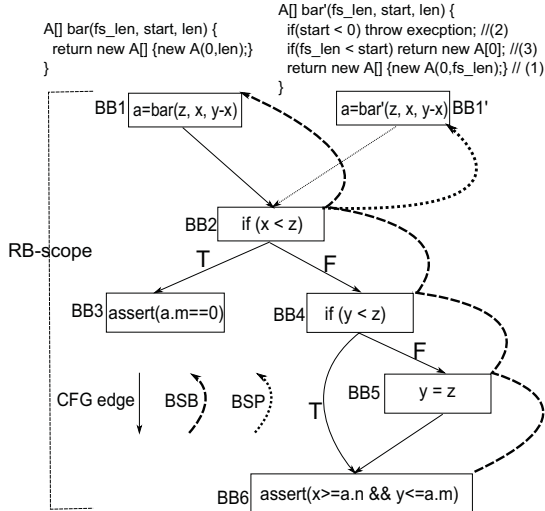 A[] bar(fs_len, start, len) {
return new A[] {new A(0,len);}
}
A[] bar'(fs_len, start, len) {
if(start < 0) throw execption; //(2)
if(fs_len < start) return new A[0]; //(3)
return new A[] {new A(0,fs_len);} // (1)
}
BB1 a=bar(z, x, y-x)
a=bar'(z, x, y-x) BB1'
BB2 if (x < z)
RB-scope
T
F
BB3 assert(a.m==0)
BB4 if (y < z)
F
CFG edge
BSB
BSP
T
BB5 y = z
BB6 assert(x>=a.n && y<=a.m)